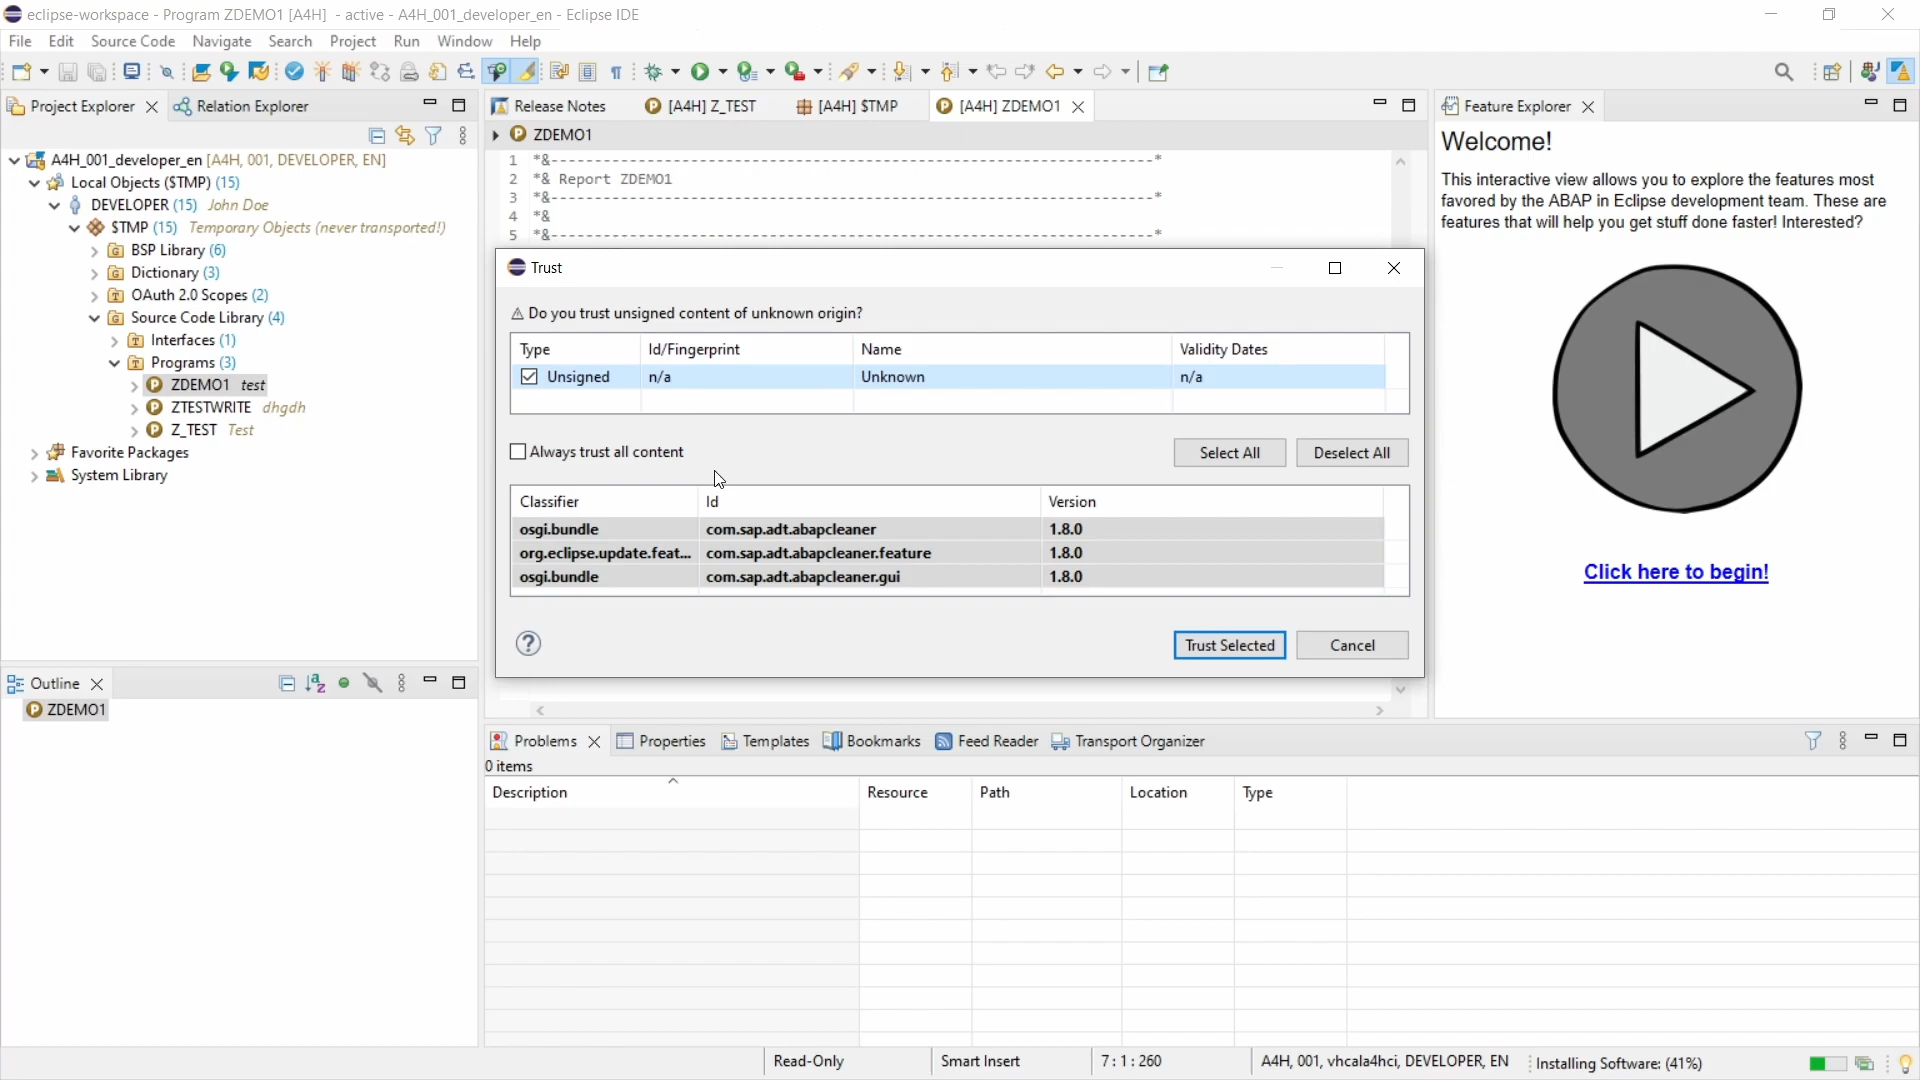 eclipse-workspace - Program ZDEMO1 [A4H] - active - A4H_001_developer_en - Eclipse IDE
File Edit Source Code Navigate Search Project Run Window Help
Project Explorer Relation Explorer
A4H_001_developer_en [A4H, 001, DEVELOPER, EN]
Local Objects ($TMP) (15)
DEVELOPER (15) John Doe
$TMP (15) Temporary Objects (never transported!)
BSP Library (6)
Dictionary (3)
OAuth 2.0 Scopes (2)
Source Code Library (4)
Interfaces (1)
Programs (3)
ZDEMO1 test
ZTESTWRITE dhgdh
Z_TEST Test
Favorite Packages
System Library
Outline
ZDEMO1
Release Notes [A4H] Z_TEST [A4H] $TMP [A4H] ZDEMO1
ZDEMO1
1 *&---------------------------------------------------------------------*
2 *& Report ZDEMO1
3 *&---------------------------------------------------------------------*
4 *&
5 *&---------------------------------------------------------------------*
Trust
Do you trust unsigned content of unknown origin?
Type Id/Fingerprint Name Validity Dates
Unsigned n/a Unknown n/a
Always trust all content Select All Deselect All
Classifier Id Version
osgi.bundle com.sap.adt.abapcleaner 1.8.0
org.eclipse.update.feat... com.sap.adt.abapcleaner.feature 1.8.0
osgi.bundle com.sap.adt.abapcleaner.gui 1.8.0
Trust Selected Cancel
Feature Explorer
Welcome!
This interactive view allows you to explore the features most
favored by the ABAP in Eclipse development team. These are
features that will help you get stuff done faster! Interested?
Click here to begin!
Problems Properties Templates Bookmarks Feed Reader Transport Organizer
0 items
Description Resource Path Location Type
Read-Only Smart Insert 7 : 1 : 260 A4H, 001, vhcala4hci, DEVELOPER, EN Installing Software: (41%)